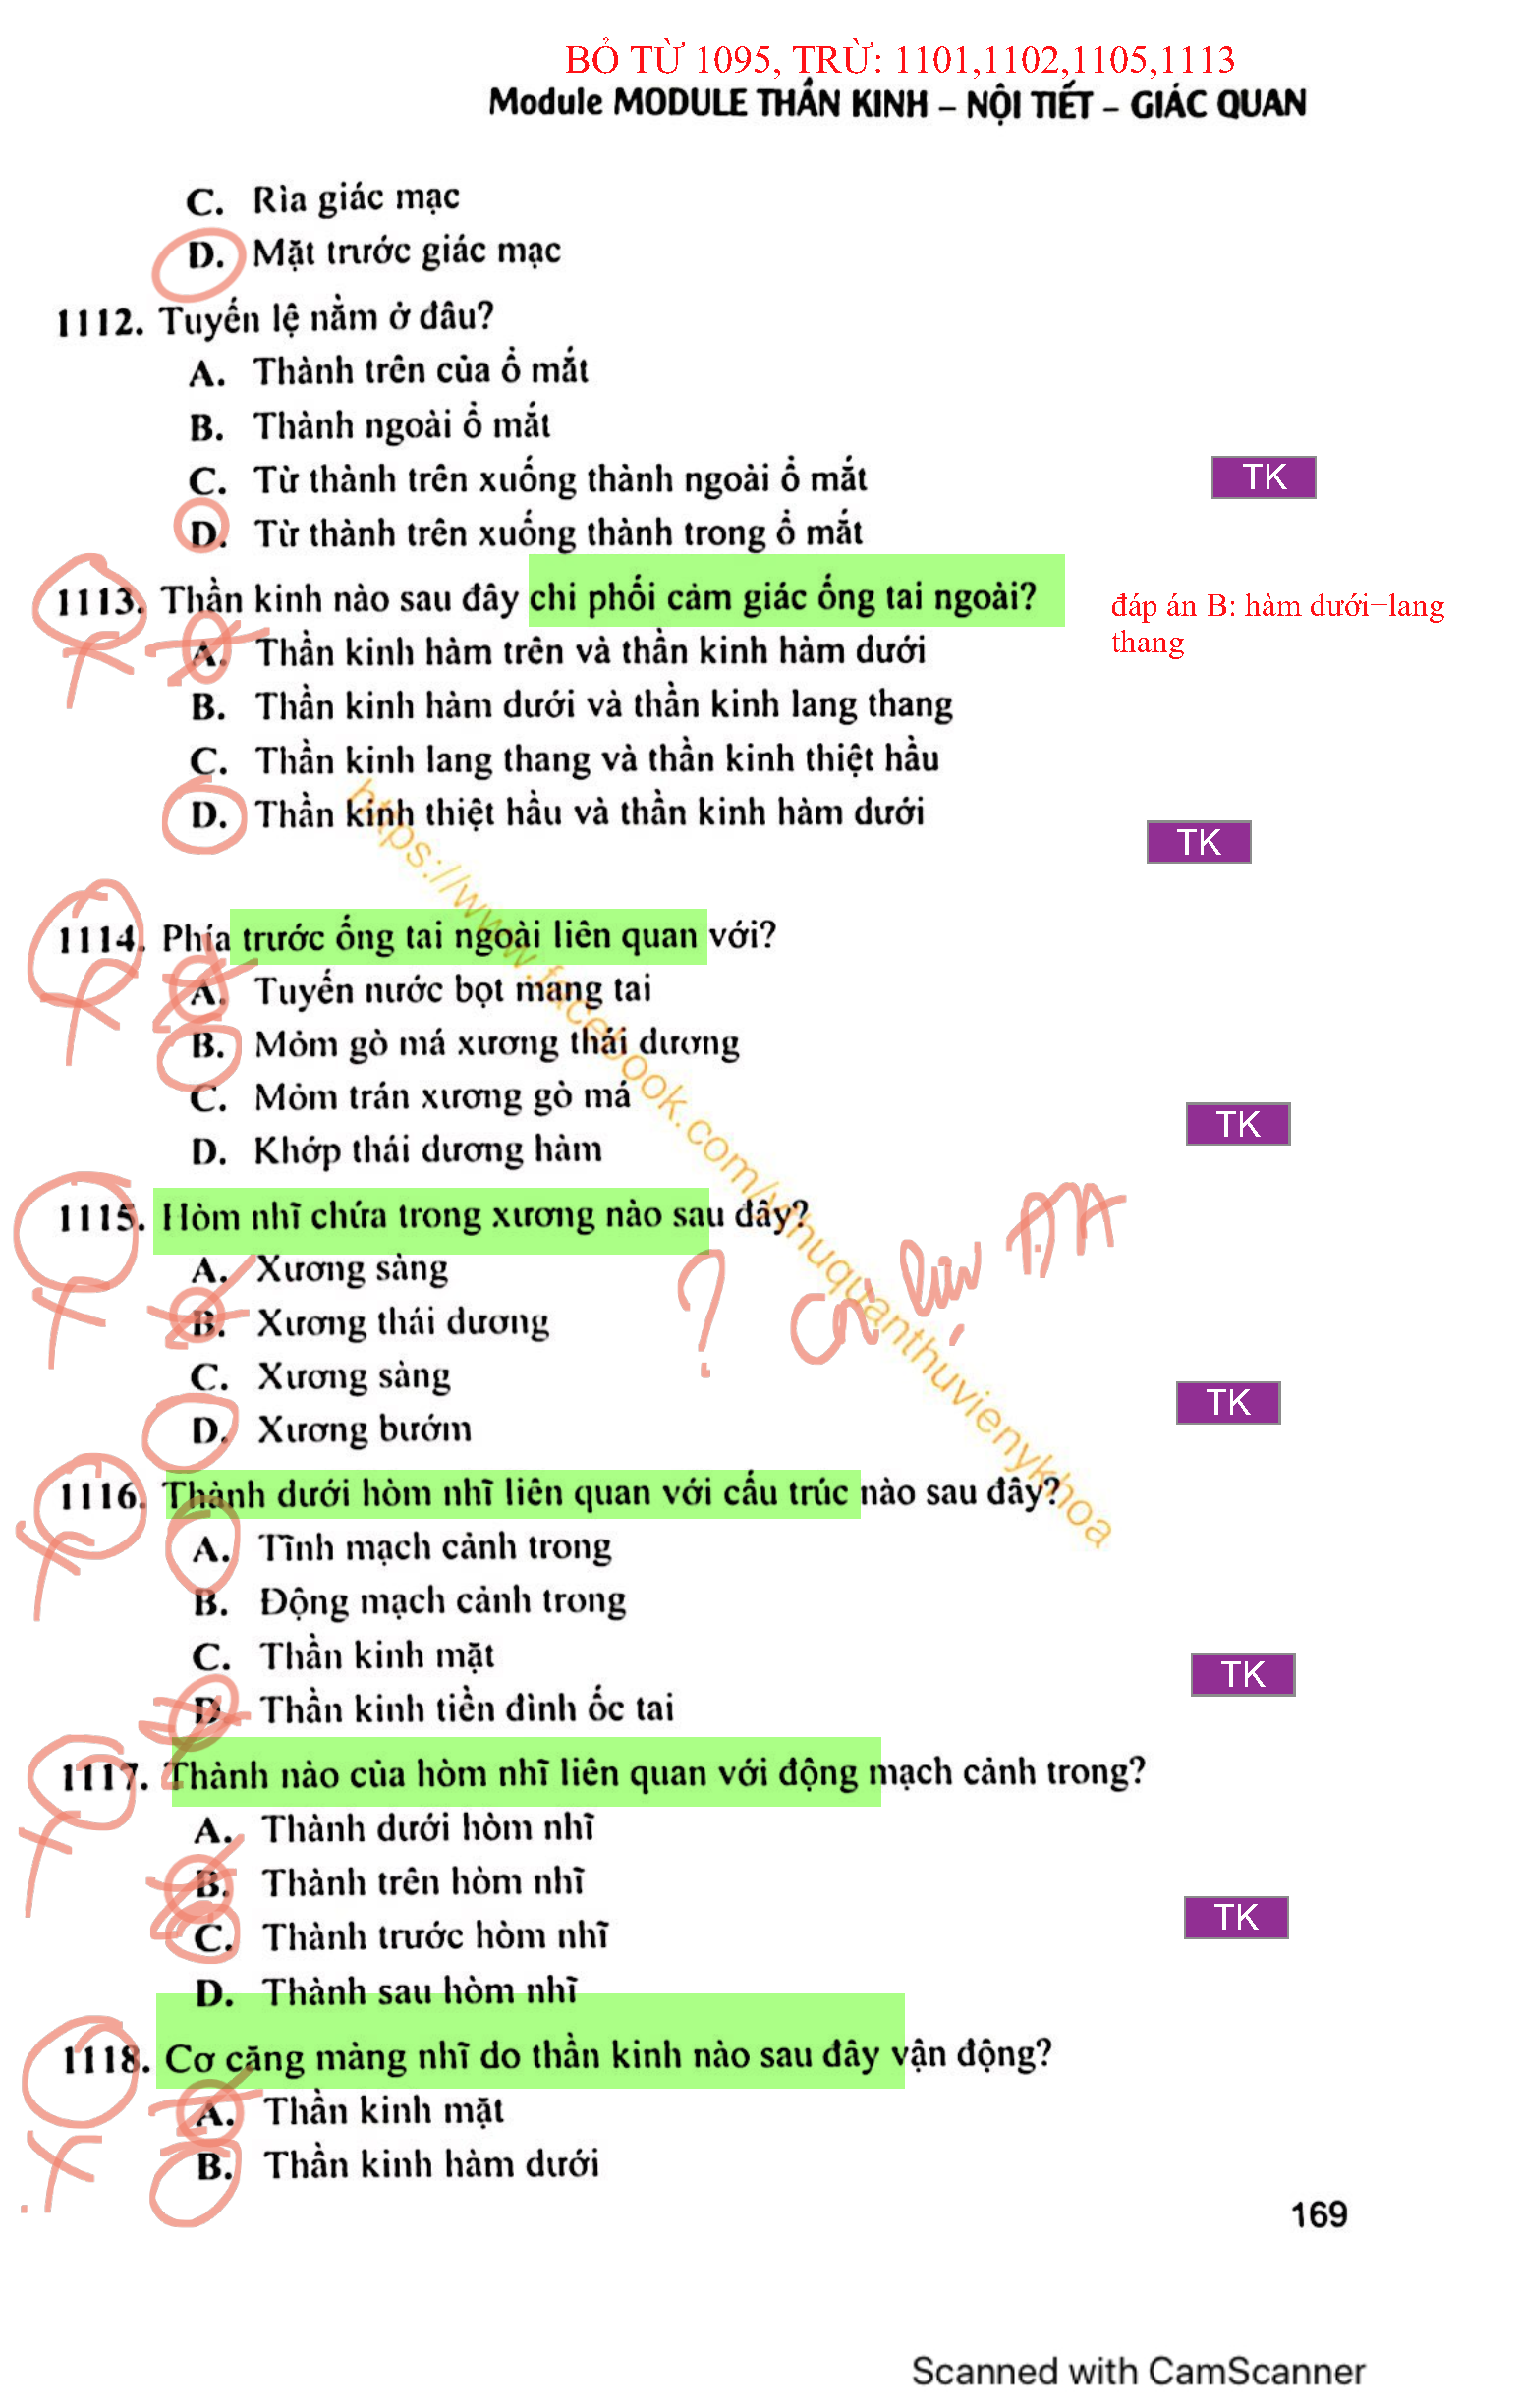 BỎ TỪ 1095, TRỪ: 1101,1102,1105,1113
Module MODULE THẦN KINH – NỘI TIẾT – GIÁC QUAN
C. Rìa giác mạc
D. Mặt trước giác mạc
1112. Tuyến lệ nằm ở đâu?
A. Thành trên của ổ mắt
B. Thành ngoài ổ mắt
C. Từ thành trên xuống thành ngoài ổ mắt
TK
D. Từ thành trên xuống thành trong ổ mắt
1113. Thần kinh nào sau đây chi phối cảm giác ống tai ngoài?
đáp án B: hàm dưới+lang
thang
A. Thần kinh hàm trên và thần kinh hàm dưới
B. Thần kinh hàm dưới và thần kinh lang thang
C. Thần kinh lang thang và thần kinh thiệt hầu
D. Thần kinh thiệt hầu và thần kinh hàm dưới
TK
https://www.facebook.com/vhuquanthuvienykhoa
1114. Phía trước ống tai ngoài liên quan với?
A. Tuyến nước bọt mang tai
B. Mỏm gò má xương thái dương
C. Mỏm trán xương gò má
TK
D. Khớp thái dương hàm
1115. Hòm nhĩ chứa trong xương nào sau đây?
A. Xương sàng
B. Xương thái dương
?
C. Xương sàng
TK
D. Xương bướm
1116. Thành dưới hòm nhĩ liên quan với cấu trúc nào sau đây?
A. Tĩnh mạch cảnh trong
B. Động mạch cảnh trong
C. Thần kinh mặt
TK
D. Thần kinh tiền đình ốc tai
1117. Thành nào của hòm nhĩ liên quan với động mạch cảnh trong?
A. Thành dưới hòm nhĩ
B. Thành trên hòm nhĩ
C. Thành trước hòm nhĩ
TK
D. Thành sau hòm nhĩ
1118. Cơ căng màng nhĩ do thần kinh nào sau đây vận động?
A. Thần kinh mặt
B. Thần kinh hàm dưới
169
Scanned with CamScanner